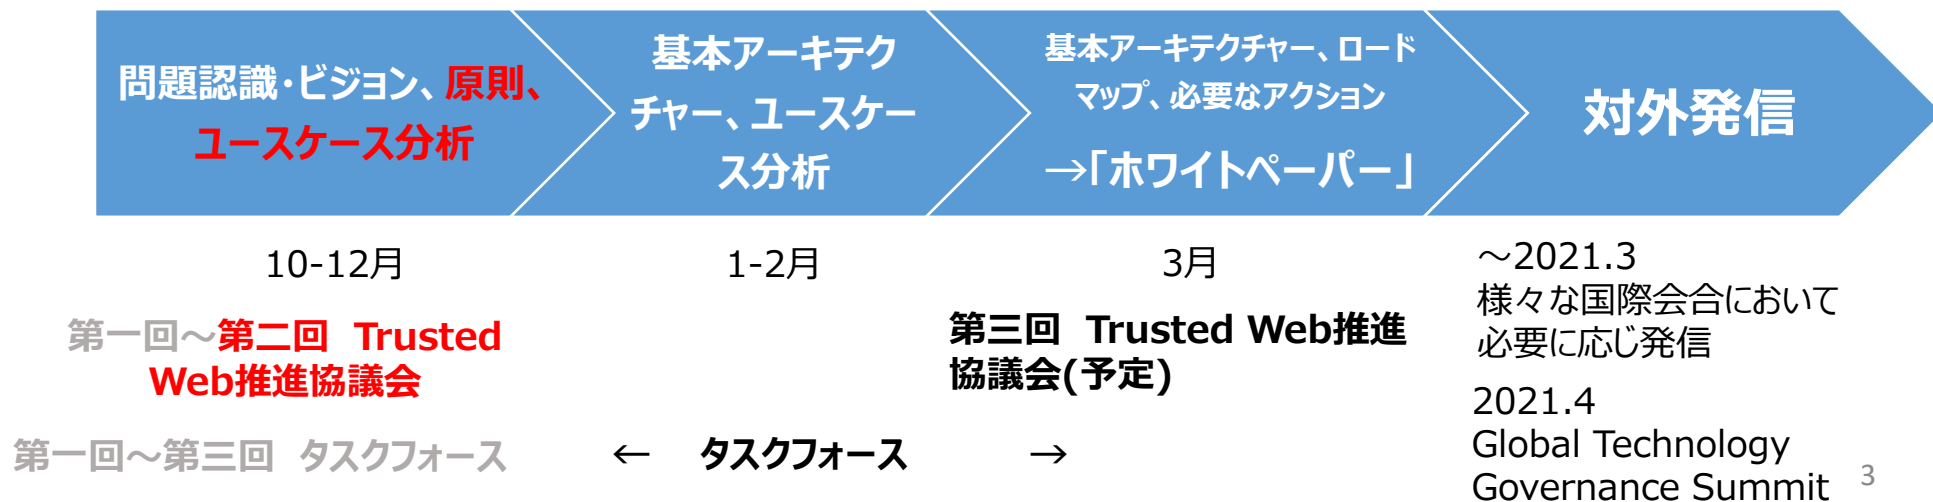 問題認識・ビジョン、原則、
ユースケース分析
基本アーキテク
チャー、ユースケー
ス分析
基本アーキテクチャー、ロード
マップ、必要なアクション
→「ホワイトペーパー」
対外発信
10-12月
1-2月
3月
～2021.3
様々な国際会合において
必要に応じ発信
第一回～第二回 Trusted
Web推進協議会
第三回 Trusted Web推進
協議会(予定)
2021.4
Global Technology
Governance Summit
第一回～第三回 タスクフォース
← タスクフォース →
3